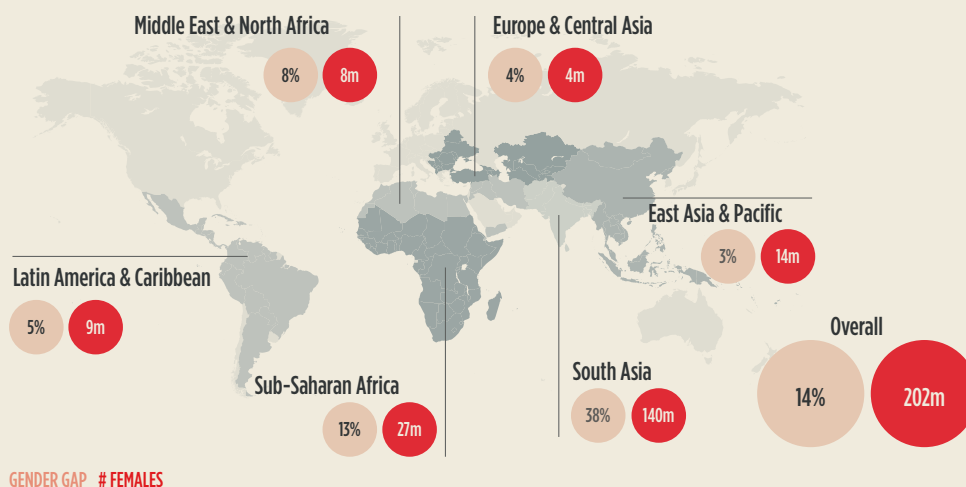 Middle East & North Africa
8% 8m
Europe & Central Asia
4% 4m
East Asia & Pacific
3% 14m
Latin America & Caribbean
5% 9m
Sub-Saharan Africa
13% 27m
South Asia
38% 140m
Overall
14% 202m
GENDER GAP # FEMALES